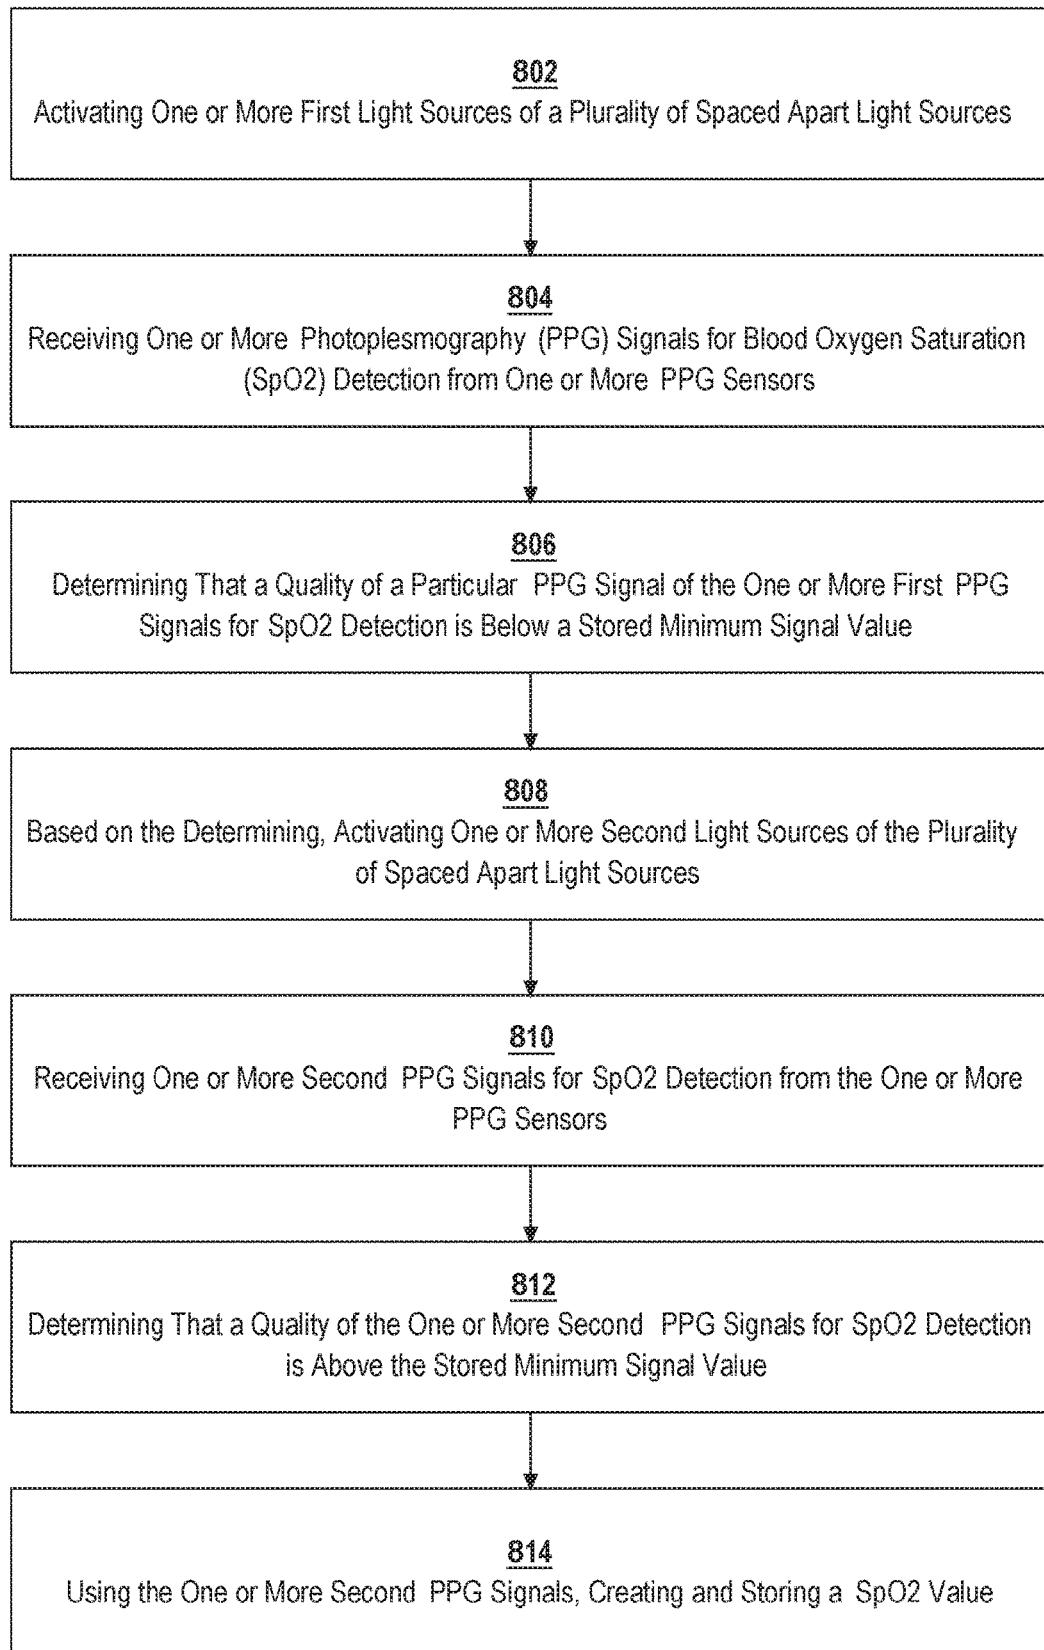 802
Activating One or More First Light Sources of a Plurality of Spaced Apart Light Sources
804
Receiving One or More Photoplesmography (PPG) Signals for Blood Oxygen Saturation
(SpO2) Detection from One or More PPG Sensors
806
Determining That a Quality of a Particular PPG Signal of the One or More First PPG
Signals for SpO2 Detection is Below a Stored Minimum Signal Value
808
Based on the Determining, Activating One or More Second Light Sources of the Plurality
of Spaced Apart Light Sources
810
Receiving One or More Second PPG Signals for SpO2 Detection from the One or More
PPG Sensors
812
Determining That a Quality of the One or More Second PPG Signals for SpO2 Detection
is Above the Stored Minimum Signal Value
814
Using the One or More Second PPG Signals, Creating and Storing a SpO2 Value